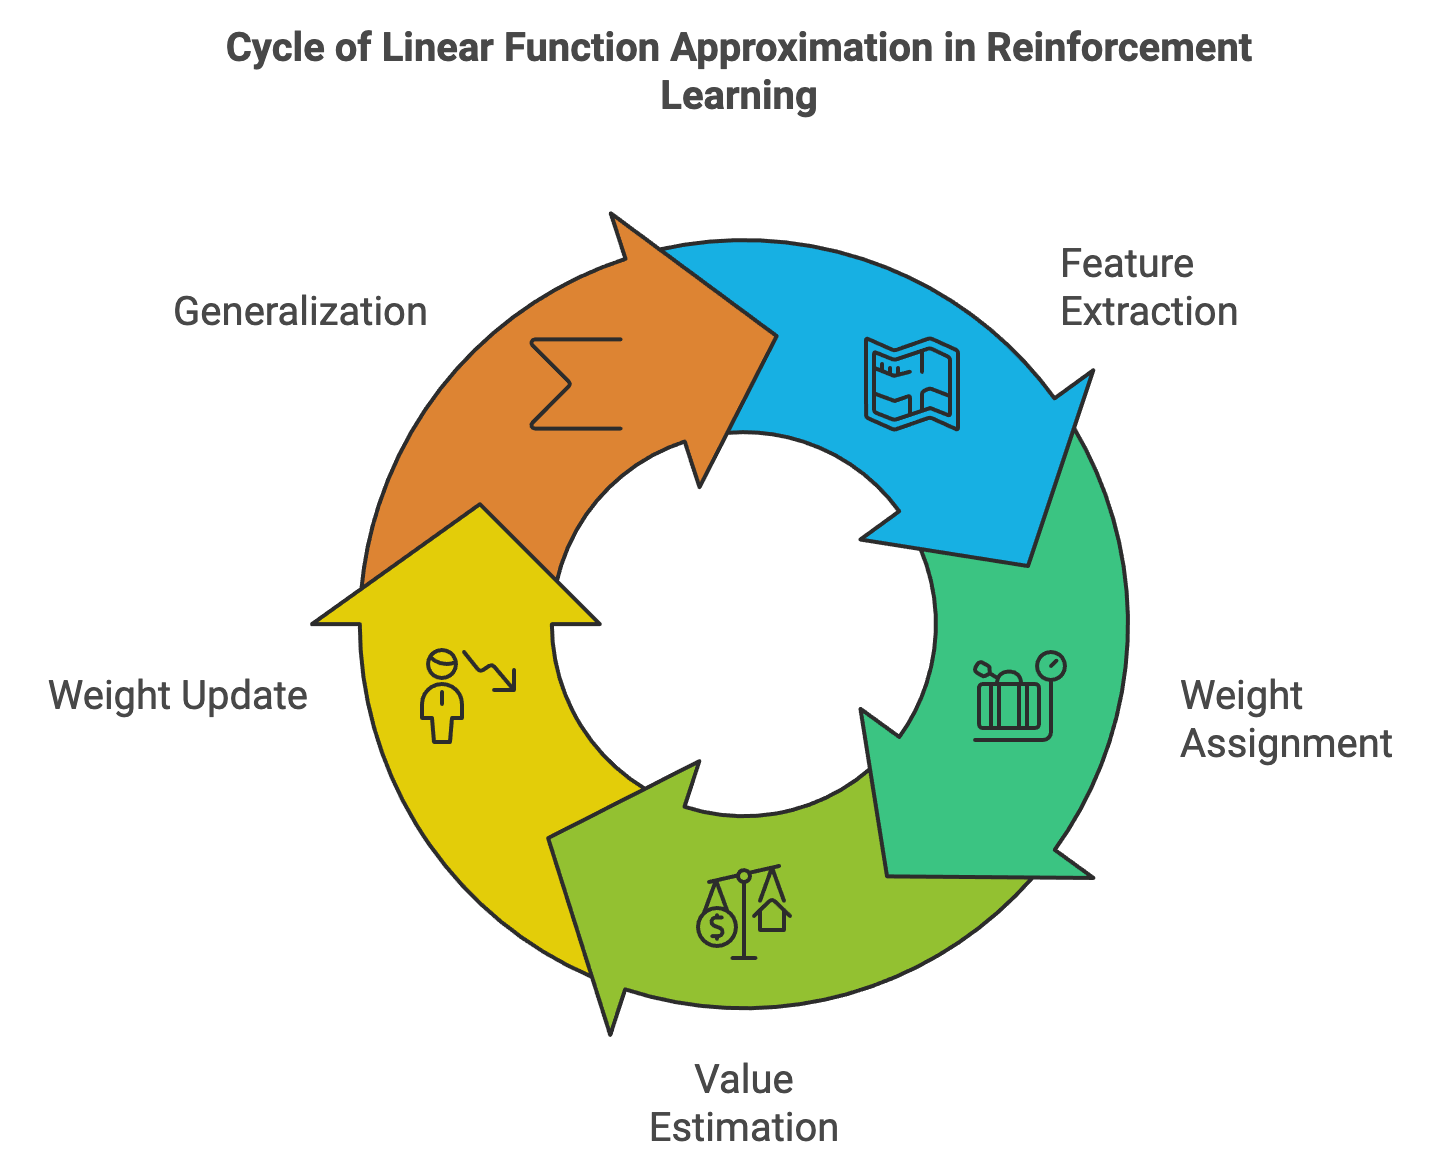 Cycle of Linear Function Approximation in Reinforcement
Learning
Feature
Extraction
Generalization
Weight Update
Weight
Assignment
$
Value
Estimation